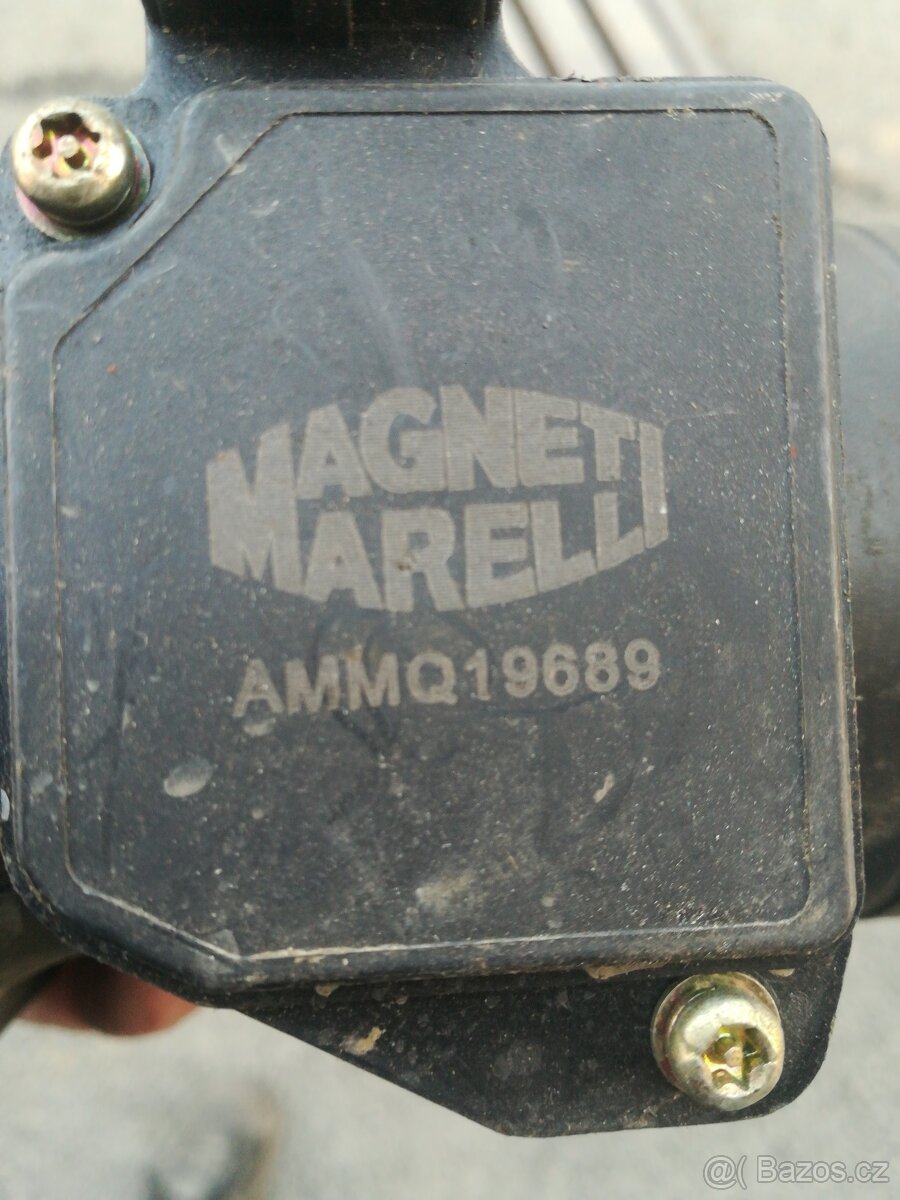 MAGNETI
MARELLI
AMMQ19689
@( Bazos.cz